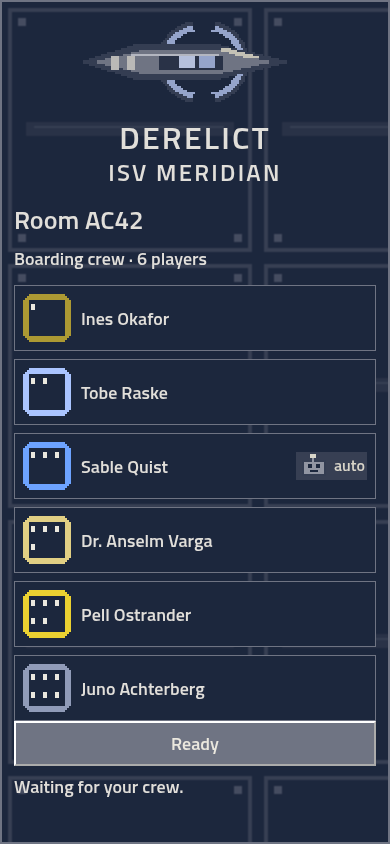 DERELICT
ISV MERIDIAN
Room AC42
Boarding crew · 6 players
Ines Okafor
Tobe Raske
Sable Quist
auto
Dr. Anselm Varga
Pell Ostrander
Juno Achterberg
Ready
Waiting for your crew.